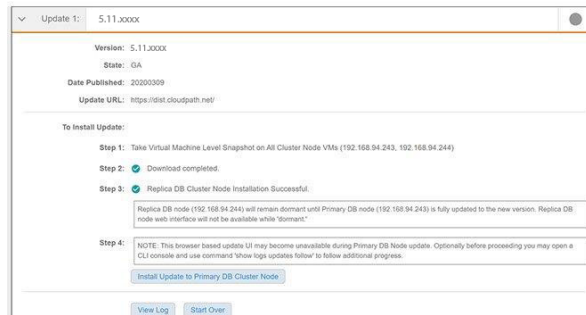 Update 1: 5.11.xxxx
Version: 5.11.xxxx
State: GA
Date Published: 20200309
Update URL: https://dist.cloudpath.net/
To Install Update:
Step 1: Take Virtual Machine Level Snapshot on All Cluster Node VMs (192.168.94.243, 192.168.94.244)
Step 2: Download completed.
Step 3: Replica DB Cluster Node Installation Successful.
Replica DB node (192.168.94.244) will remain dormant until Primary DB node (192.168.94.243) is fully updated to the new version. Replica DB
node web interface will not be available while "dormant."
Step 4:
NOTE: This browser based update UI may become unavailable during Primary DB Node update. Optionally before proceeding you may open a
CLI console and use command 'show logs updates follow' to follow additional progress.
Install Update to Primary DB Cluster Node
View Log Start Over